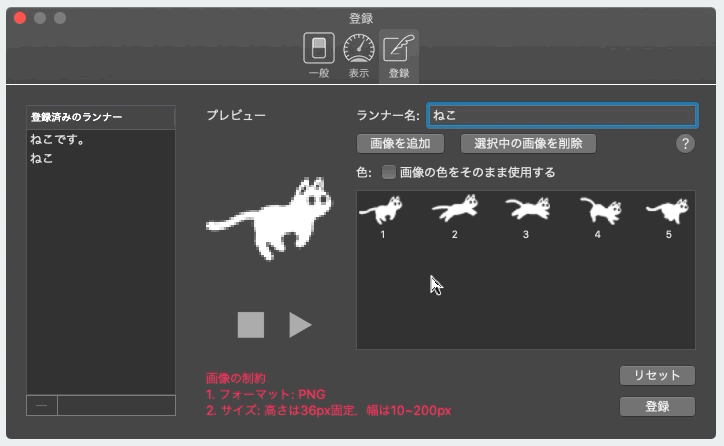 登録
一般
表示
登録
登録済みのランナー
ねこです。
ねこ
プレビュー
ランナー名:
ねこ
画像を追加
選択中の画像を削除
?
色:
画像の色をそのまま使用する
1
2
3
4
5
画像の制約
1. フォーマット: PNG
2. サイズ: 高さは36px固定，幅は10~200px
リセット
登録